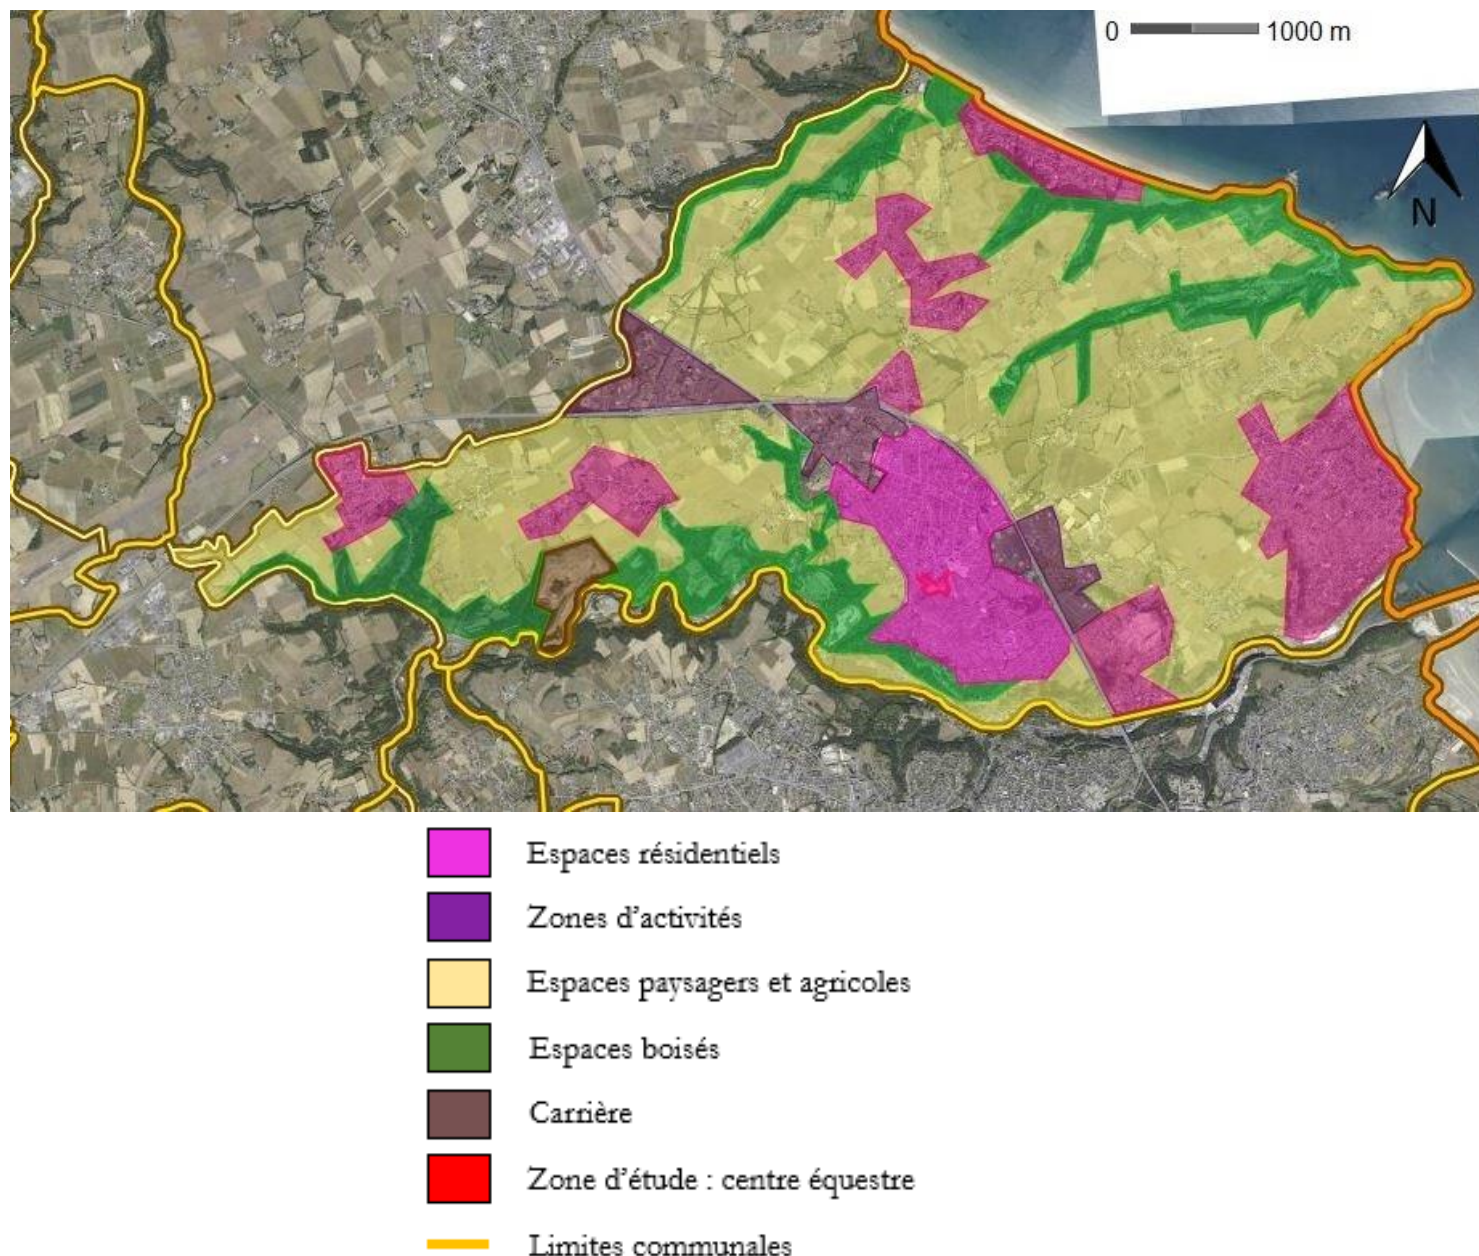 0 1000 m
N
Espaces résidentiels
Zones d’activités
Espaces paysagers et agricoles
Espaces boisés
Carrière
Zone d’étude : centre équestre
Limites communales